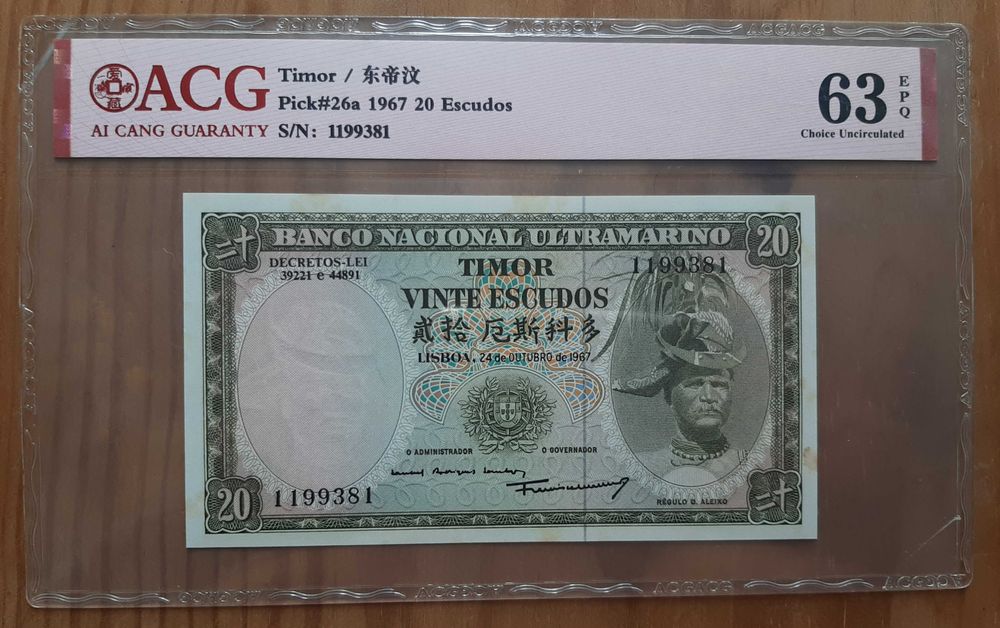 ACG
AI CANG GUARANTY
Timor / 东帝汶
Pick#26a 1967 20 Escudos
S/N: 1199381
63
EPQ
Choice Uncirculated
二十
BANCO NACIONAL ULTRAMARINO
20
DECRETOS-LEI
39221 e 44891
TIMOR
1199381
VINTE ESCUDOS
貳拾 厄斯科多
LISBOA, 24 de OUTUBRO de 1967
O ADMINISTRADOR
O GOVERNADOR
20
1199381
RÉGULO D. ALEIXO
二十